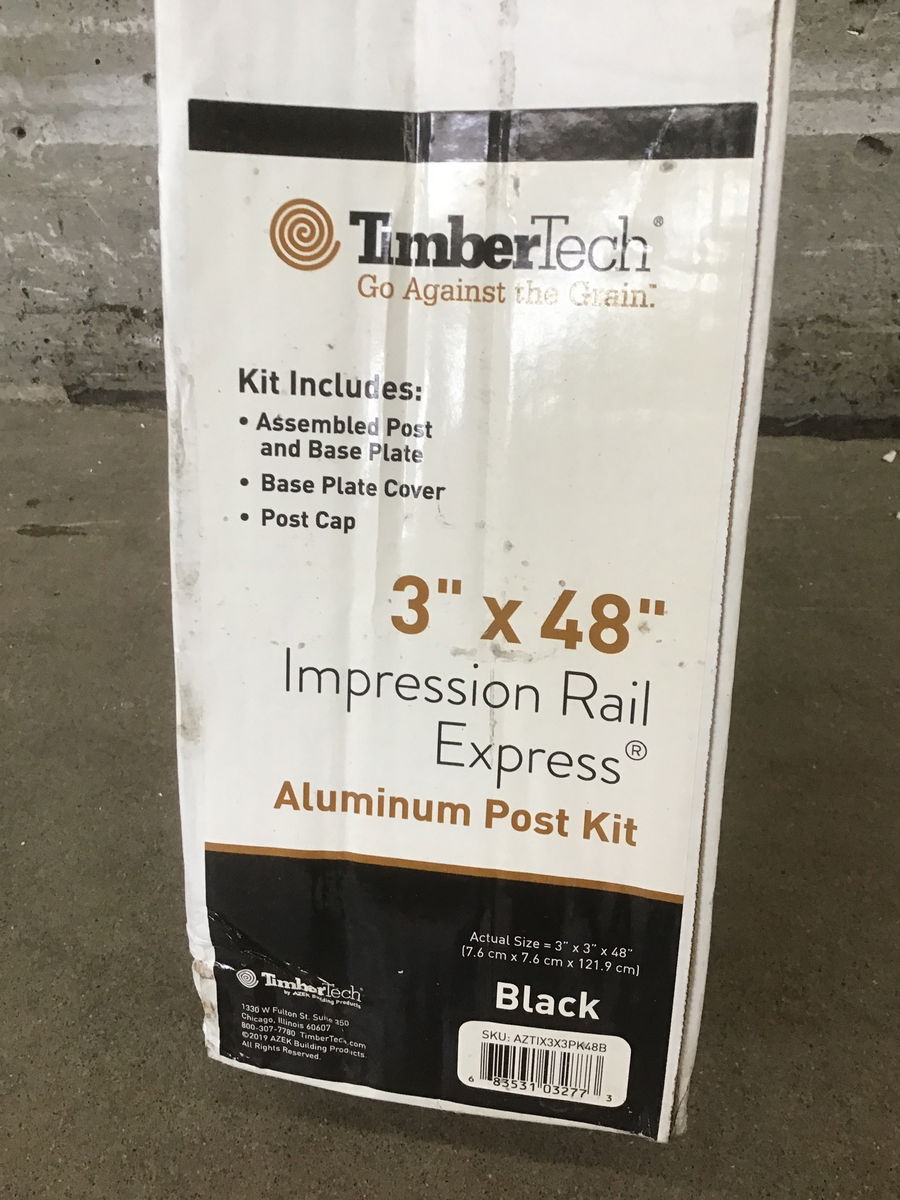 TimberTech®
Go Against the Grain.™
Kit Includes:
• Assembled Post
and Base Plate
• Base Plate Cover
• Post Cap
3" x 48"
Impression Rail
Express®
Aluminum Post Kit
Actual Size = 3" x 3" x 48"
(7.6 cm x 7.6 cm x 121.9 cm)
Black
SKU: AZTIX3X3PK48B
6 83531 03277 3
TimberTech®
by AZEK Building Products
1330 W Fulton St. Suite 350
Chicago, Illinois 60607
800-307-7780 TimberTech.com
©2019 AZEK Building Products
All Rights Reserved.